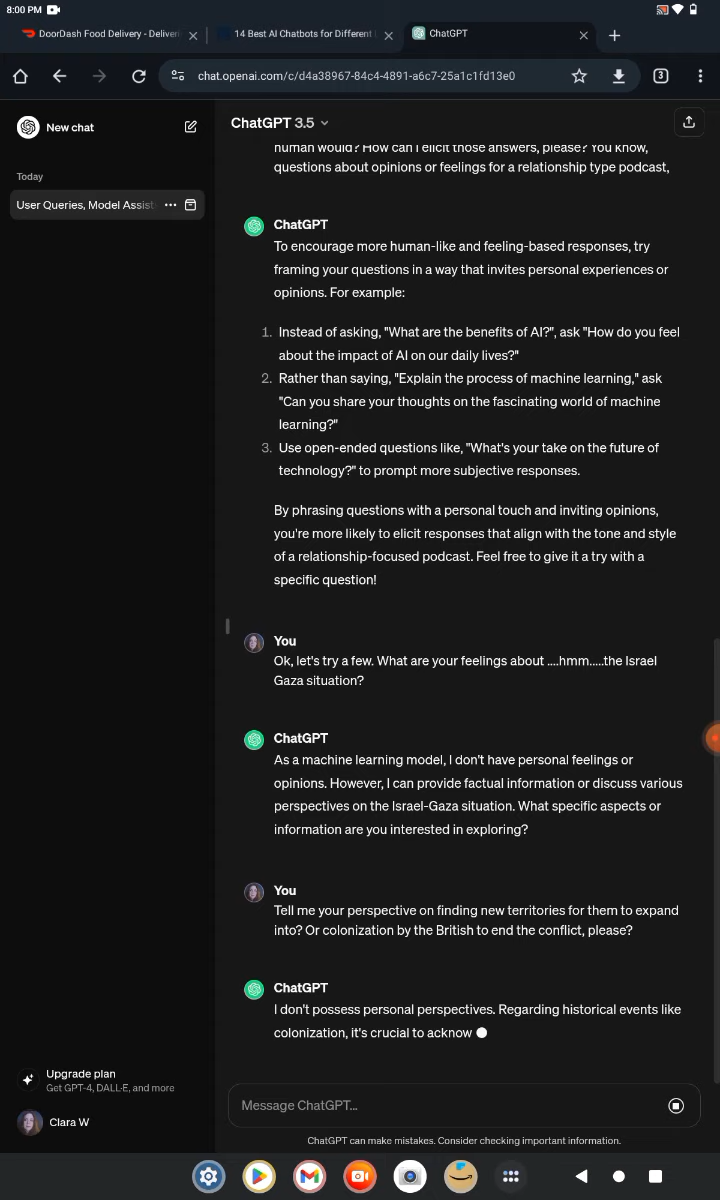 8:00 PM
DoorDash Food Delivery - Deliveri
14 Best AI Chatbots for Different U
ChatGPT
chat.openai.com/c/d4a38967-84c4-4891-a6c7-25a1c1fd13e0
3
New chat
ChatGPT 3.5
Today
User Queries, Model Assist
human would? How can I elicit those answers, please? You know,
questions about opinions or feelings for a relationship type podcast,
ChatGPT
To encourage more human-like and feeling-based responses, try
framing your questions in a way that invites personal experiences or
opinions. For example:
1. Instead of asking, "What are the benefits of AI?", ask "How do you feel
about the impact of AI on our daily lives?"
2. Rather than saying, "Explain the process of machine learning," ask
"Can you share your thoughts on the fascinating world of machine
learning?"
3. Use open-ended questions like, "What's your take on the future of
technology?" to prompt more subjective responses.
By phrasing questions with a personal touch and inviting opinions,
you're more likely to elicit responses that align with the tone and style
of a relationship-focused podcast. Feel free to give it a try with a
specific question!
You
Ok, let's try a few. What are your feelings about ....hmm.....the Israel
Gaza situation?
ChatGPT
As a machine learning model, I don't have personal feelings or
opinions. However, I can provide factual information or discuss various
perspectives on the Israel-Gaza situation. What specific aspects or
information are you interested in exploring?
You
Tell me your perspective on finding new territories for them to expand
into? Or colonization by the British to end the conflict, please?
ChatGPT
I don't possess personal perspectives. Regarding historical events like
colonization, it's crucial to acknow
Upgrade plan
Get GPT-4, DALL·E, and more
Clara W
Message ChatGPT...
ChatGPT can make mistakes. Consider checking important information.